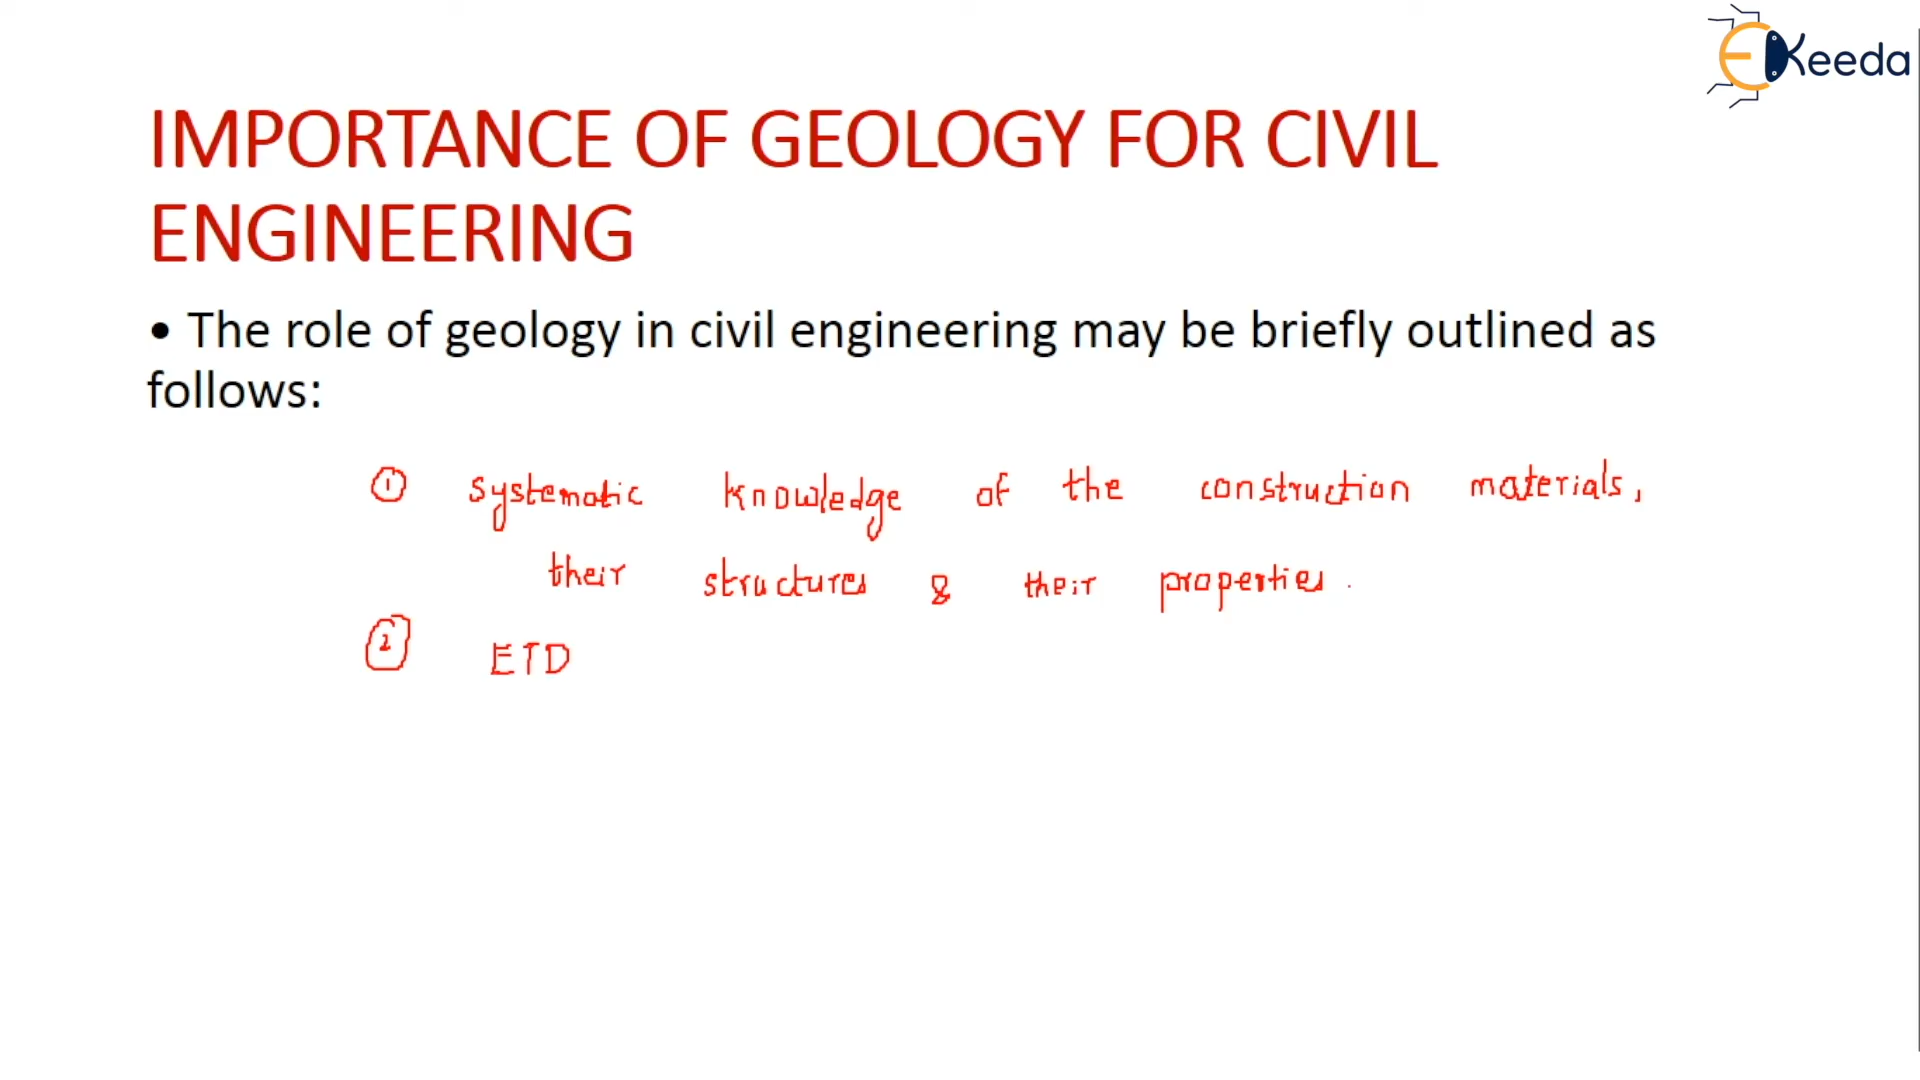 EKeeda
IMPORTANCE OF GEOLOGY FOR CIVIL
ENGINEERING
• The role of geology in civil engineering may be briefly outlined as
follows:
① systematic knowledge of the construction materials,
their structures & their properties.
② ETD